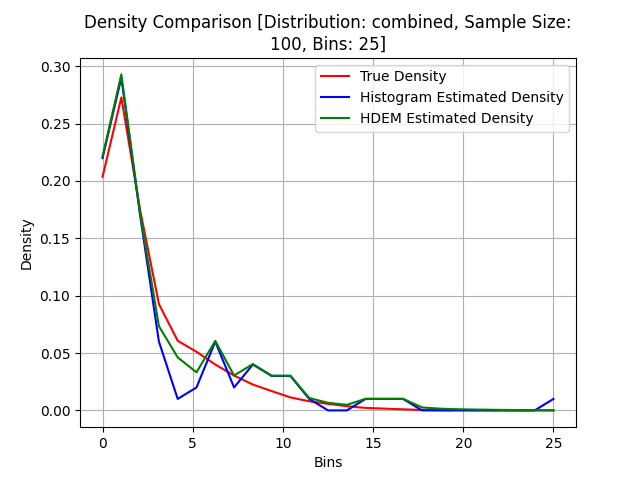 Density Comparison [Distribution: combined, Sample Size:
100, Bins: 25]
True Density
Histogram Estimated Density
HDEM Estimated Density
0.30
0.25
0.20
0.15
0.10
0.05
0.00
Density
0 5 10 15 20 25
Bins